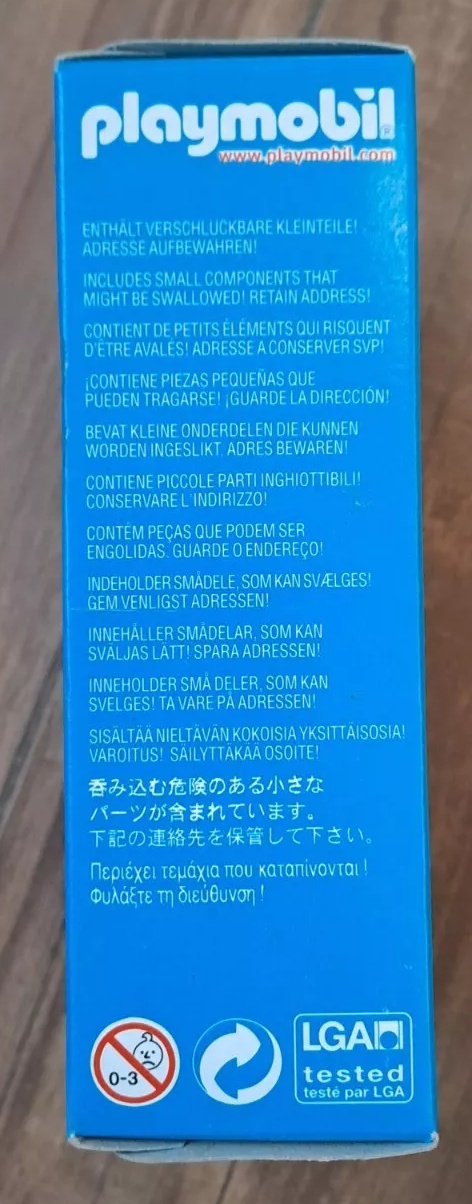 playmobil®
www.playmobil.com
ENTHÄLT VERSCHLUCKBARE KLEINTEILE!
ADRESSE AUFBEWAHREN!
INCLUDES SMALL COMPONENTS THAT
MIGHT BE SWALLOWED! RETAIN ADDRESS!
CONTIENT DE PETITS ÉLÉMENTS QUI RISQUENT
D'ÊTRE AVALÉS! ADRESSE A CONSERVER SVP!
¡CONTIENE PIEZAS PEQUEÑAS QUE
PUEDEN TRAGARSE! ¡GUARDE LA DIRECCIÓN!
BEVAT KLEINE ONDERDELEN DIE KUNNEN
WORDEN INGESLIKT. ADRES BEWAREN!
CONTIENE PICCOLE PARTI INGHIOTTIBILI!
CONSERVARE L'INDIRIZZO!
CONTÉM PEÇAS QUE PODEM SER
ENGOLIDAS. GUARDE O ENDEREÇO!
INDEHOLDER SMÅDELE, SOM KAN SVÆLGES!
GEM VENLIGST ADRESSEN!
INNEHÅLLER SMÅDELAR, SOM KAN
SVÄLJAS LÄTT! SPARA ADRESSEN!
INNEHOLDER SMÅ DELER, SOM KAN
SVELGES! TA VARE PÅ ADRESSEN!
SISÄLTÄÄ NIELTÄVÄN KOKOISIA YKSITTÄISOSIA!
VAROITUS! SÄILYTTÄKÄÄ OSOITE!
呑み込む危険のある小さな
パーツが含まれています。
下記の連絡先を保管して下さい。
Περιέχει τεμάχια που καταπίνονται!
Φυλάξτε τη διεύθυνση!
0-3
LGA
tested
testé par LGA